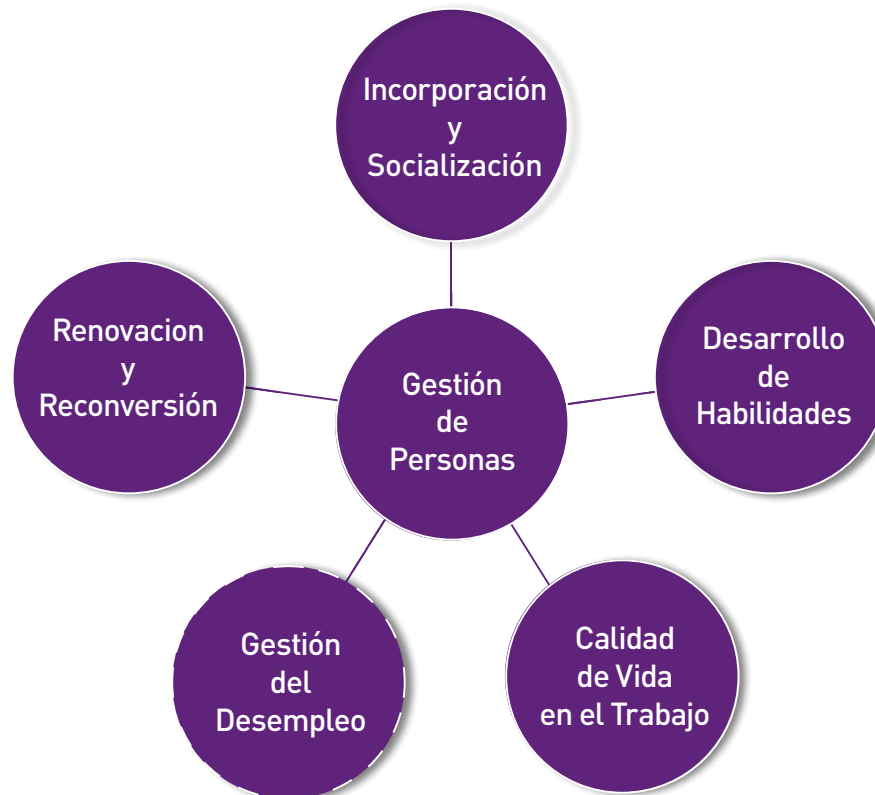 Incorporación
y
Socialización
Renovacion
y
Reconversión
Gestión
de
Personas
Desarrollo
de
Habilidades
Gestión
del
Desempleo
Calidad
de Vida
en el Trabajo